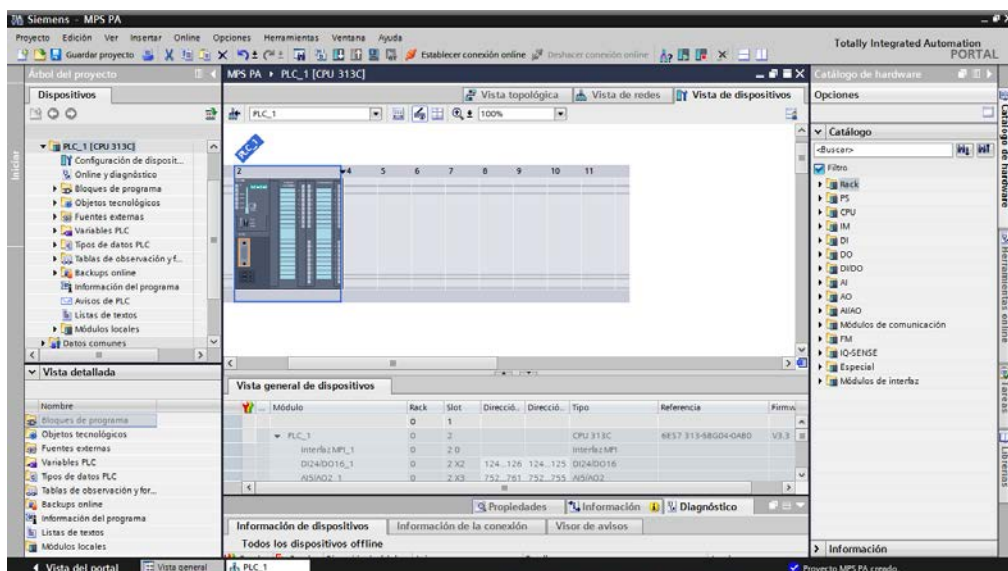 Siemens - MPS PA
Proyecto Edición Ver Insertar Online Opciones Herramientas Ventana Ayuda
Guardar proyecto Establecer conexión online Deshacer conexión online
Totally Integrated Automation
PORTAL
Árbol del proyecto
MPS PA PLC_1 [CPU 313C]
Catálogo de hardware
Dispositivos
Vista topológica Vista de redes Vista de dispositivos
Opciones
PLC_1 100%
Iniciar
PLC_1 [CPU 313C]
Configuración de disposit...
Online y diagnóstico
Bloques de programa
Objetos tecnológicos
Fuentes externas
Variables PLC
Tipos de datos PLC
Tablas de observación y f...
Backups online
Información del programa
Avisos de PLC
Listas de textos
Módulos locales
Datos comunes
PLC_1
2 4 5 6 7 8 9 10 11
Catálogo
<Buscar>
Filtro
Rack
PS
CPU
IM
DI
DO
DI/DO
AI
AO
AI/AO
Módulos de comunicación
FM
IQ-SENSE
Especial
Módulos de interfaz
Catálogo de hardware
Herramientas online
Tareas
Librerías
Vista detallada
Nombre
Bloques de programa
Objetos tecnológicos
Fuentes externas
Variables PLC
Tipos de datos PLC
Tablas de observación y for...
Backups online
Información del programa
Listas de textos
Módulos locales
Vista general de dispositivos
... Módulo Rack Slot Direcció... Direcció... Tipo Referencia Firmw
0 1
PLC_1 0 2 CPU 313C 6ES7 313-5BG04-0AB0 V3.3
Interfaz MPI_1 0 2 0 Interfaz MPI
DI24/DO16_1 0 2 X2 124...126 124...125 DI24/DO16
AI5/AO2_1 0 2 X3 752...761 752...755 AI5/AO2
Propiedades Información Diagnóstico
Información de dispositivos Información de la conexión Visor de avisos
Todos los dispositivos offline
Información
Vista del portal Vista general PLC_1 Proyecto MPS PA creado